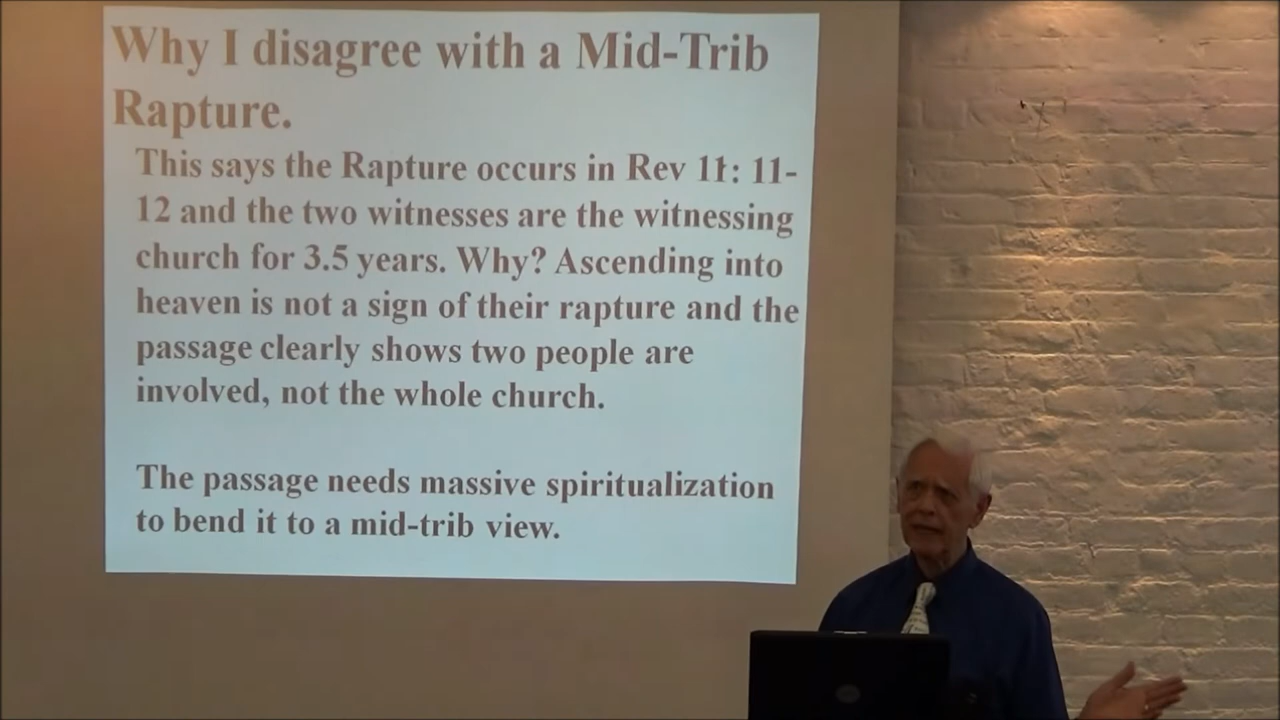 Why I disagree with a Mid-Trib
Rapture.
This says the Rapture occurs in Rev 11: 11-
12 and the two witnesses are the witnessing
church for 3.5 years. Why? Ascending into
heaven is not a sign of their rapture and the
passage clearly shows two people are
involved, not the whole church.
The passage needs massive spiritualization
to bend it to a mid-trib view.